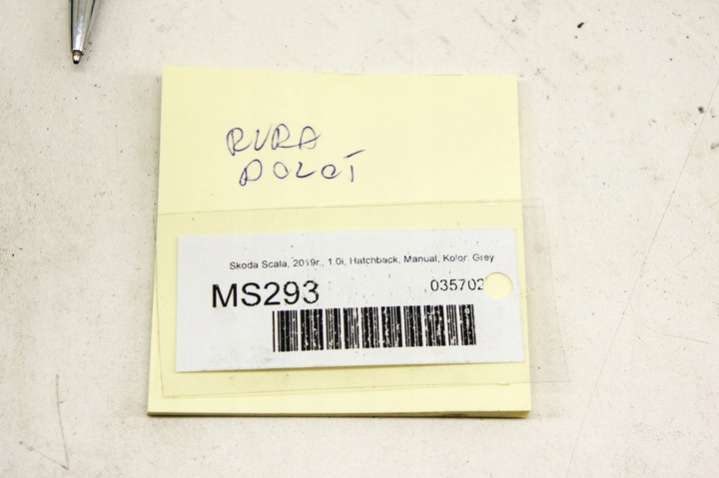 RURA
DOLOT
Skoda Scala, 2019r., 1.0i, Hatchback, Manual, Kolor: Grey
MS293
035702